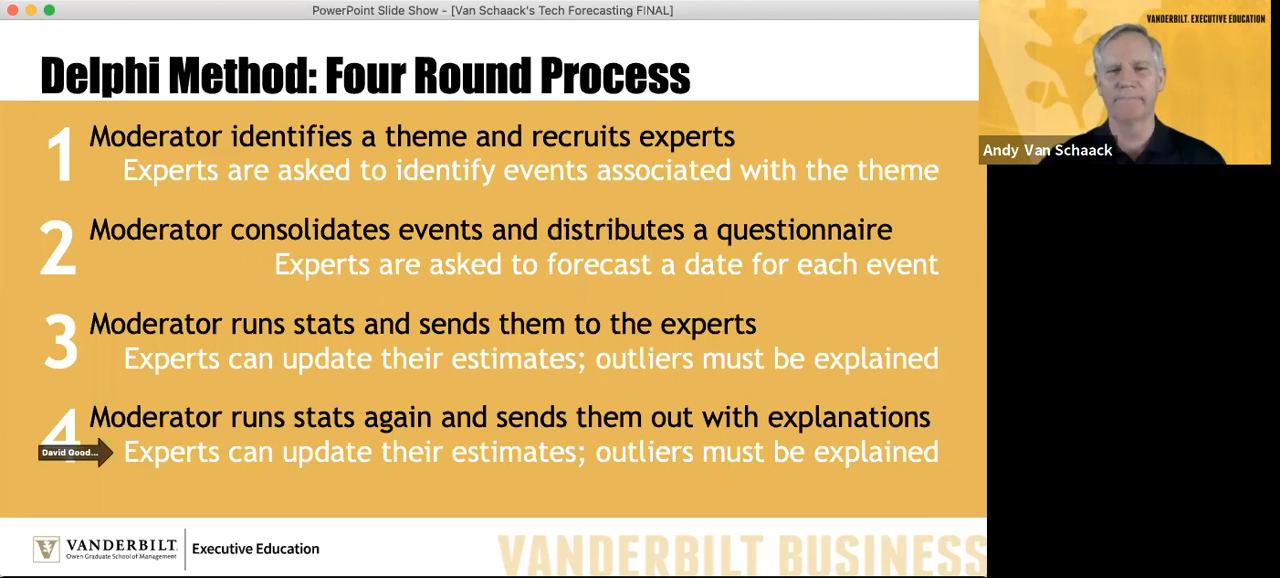 PowerPoint Slide Show - [Van Schaack's Tech Forecasting FINAL]
VANDERBILT. EXECUTIVE EDUCATION
Delphi Method: Four Round Process
Andy Van Schaack
1 Moderator identifies a theme and recruits experts
Experts are asked to identify events associated with the theme
2 Moderator consolidates events and distributes a questionnaire
Experts are asked to forecast a date for each event
3 Moderator runs stats and sends them to the experts
Experts can update their estimates; outliers must be explained
4 Moderator runs stats again and sends them out with explanations
David Good...
Experts can update their estimates; outliers must be explained
VANDERBILT
Owen Graduate School of Management
Executive Education
VANDERBILT BUSINESS